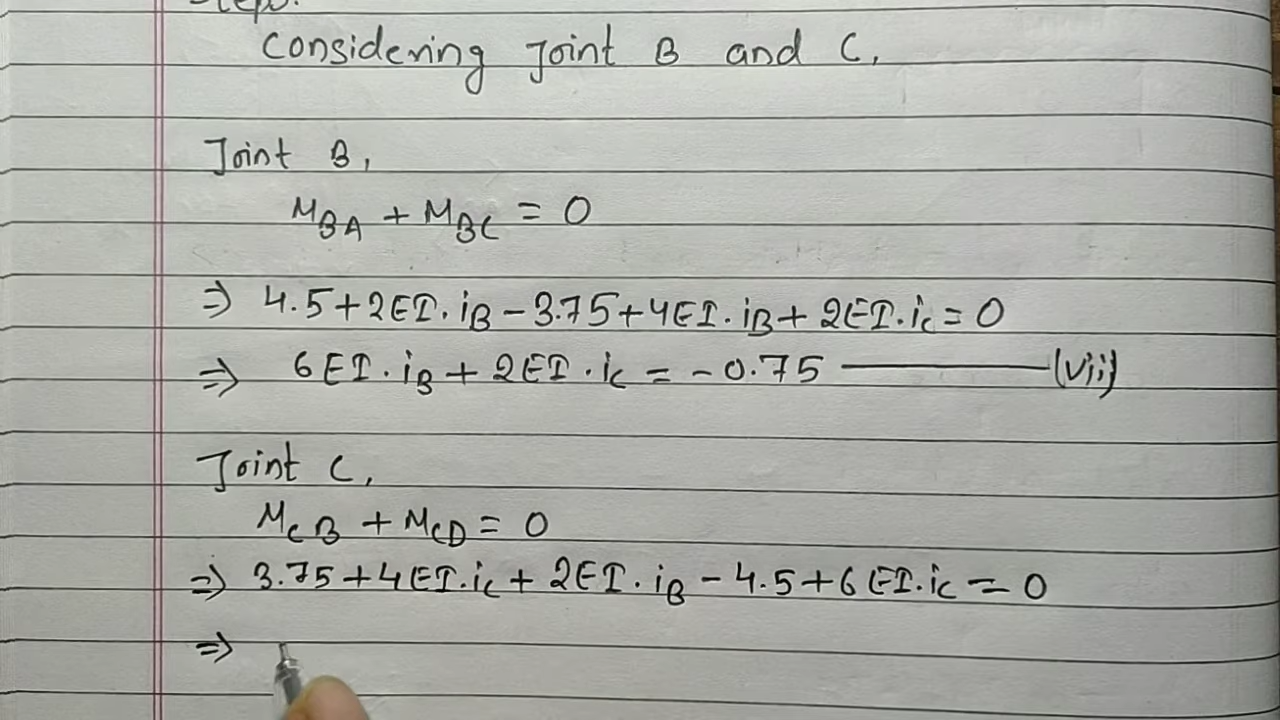 Considering Joint B and C,
Joint B,
M_BA + M_BC = 0
⇒ 4.5+2EI.i_B − 3.75+4EI.i_B + 2EI.i_c = 0
⇒ 6EI.i_B + 2EI.i_c = −0.75 ——— (vii)
Joint C,
M_CB + M_CD = 0
⇒ 3.75+4EI.i_c + 2EI.i_B − 4.5+6EI.i_c = 0
⇒